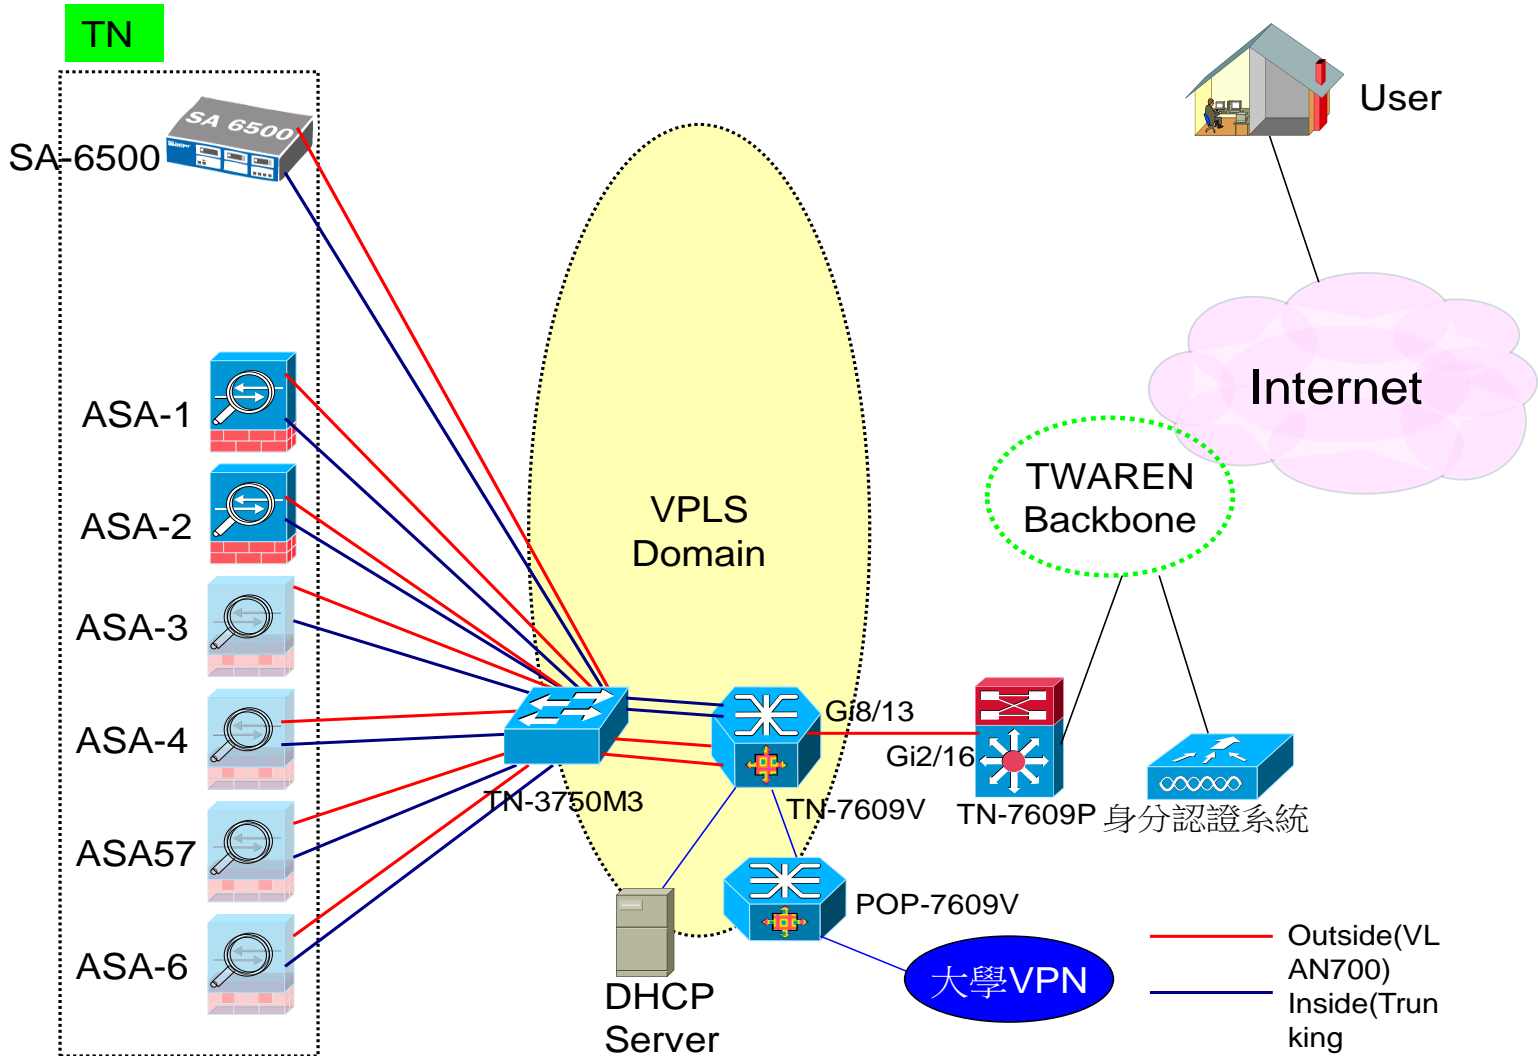 TN
SA 6500
SA-6500
User
Internet
ASA-1
ASA-2
ASA-3
ASA-4
ASA57
ASA-6
VPLS
Domain
TWAREN
Backbone
Gi8/13
Gi2/16
TN-3750M3
TN-7609V
TN-7609P
身分認證系統
POP-7609V
大學VPN
DHCP
Server
Outside(VL
AN700)
Inside(Trun
king